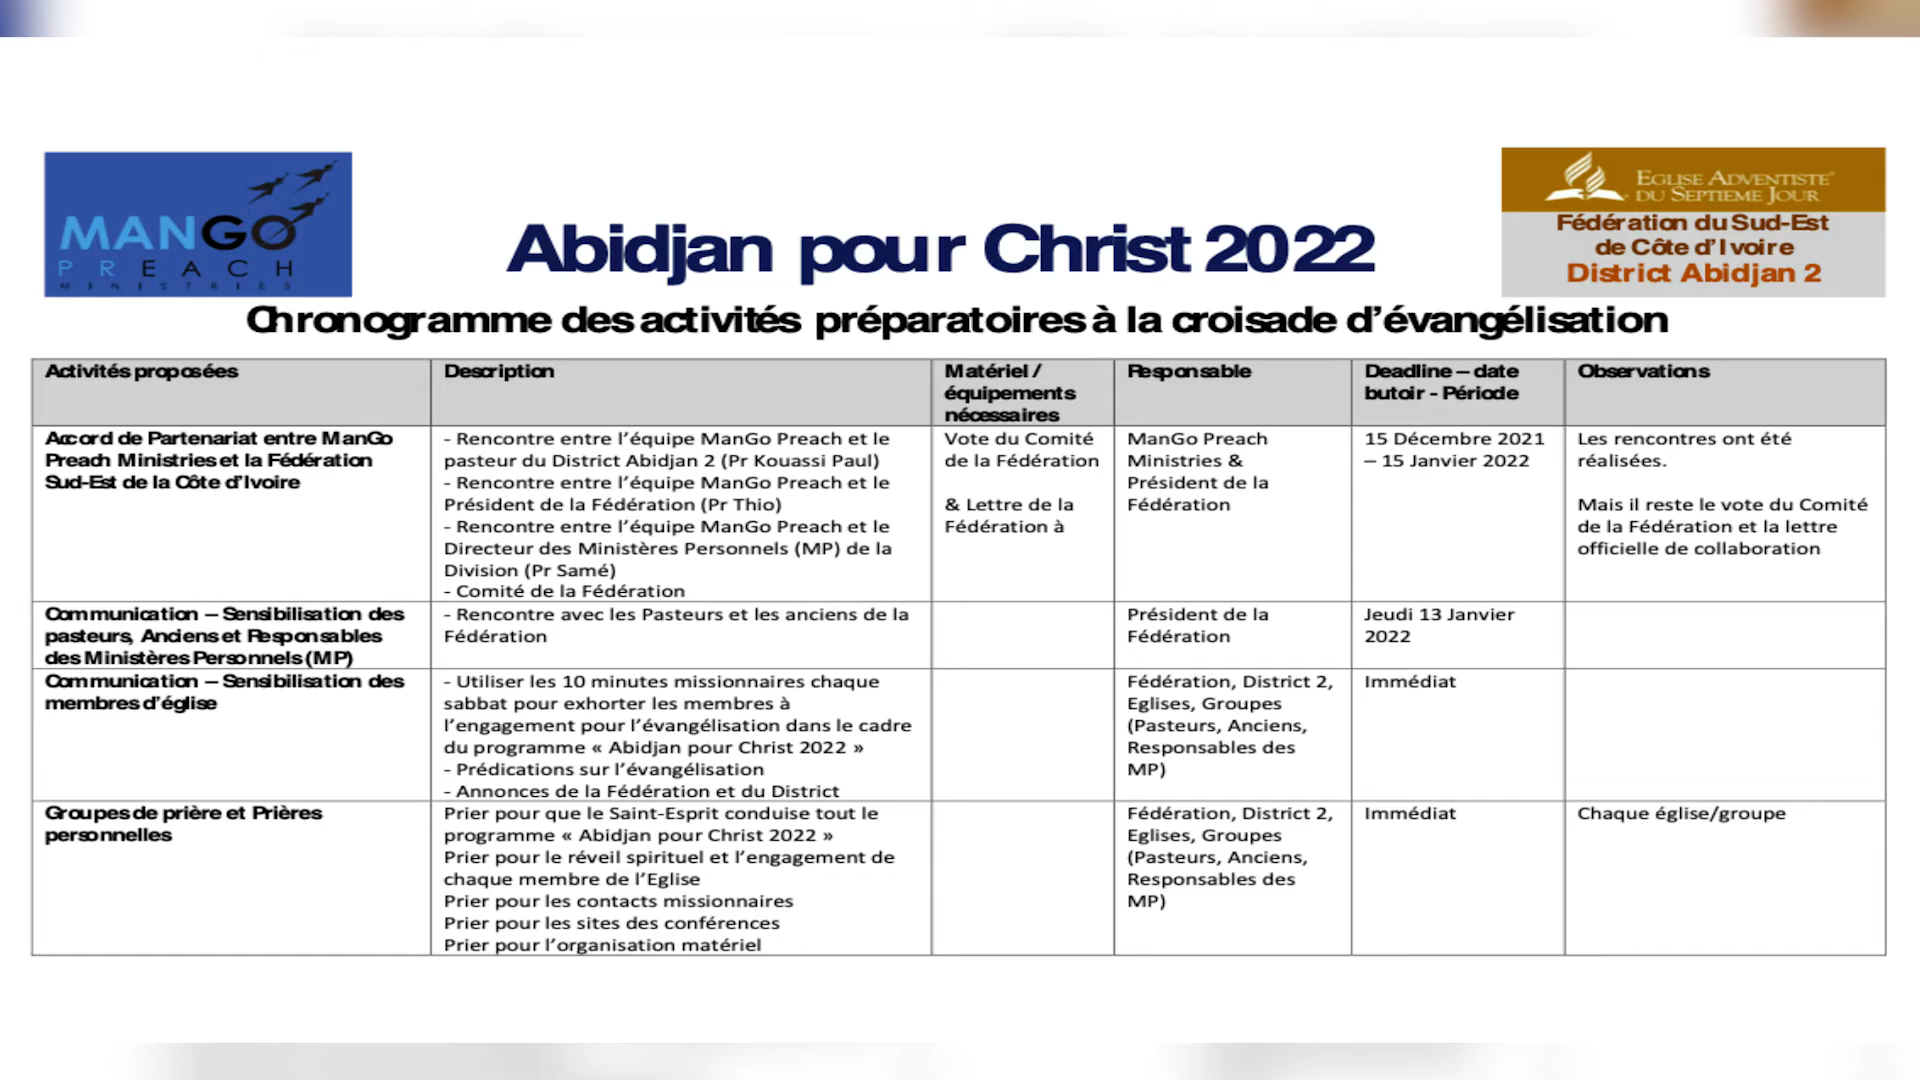 MANGO
PREACH
MINISTRIES
EGLISE ADVENTISTE
DU SEPTIEME JOUR
Fédération du Sud-Est
de Côte d'Ivoire
District Abidjan 2
Abidjan pour Christ 2022
Chronogramme des activités préparatoires à la croisade d'évangélisation
Activités proposées
Description
Matériel /
équipements
nécessaires
Responsable
Deadline – date
butoir - Période
Observations
Accord de Partenariat entre ManGo
Preach Ministries et la Fédération
Sud-Est de la Côte d'Ivoire
- Rencontre entre l'équipe ManGo Preach et le
pasteur du District Abidjan 2 (Pr Kouassi Paul)
- Rencontre entre l'équipe ManGo Preach et le
Président de la Fédération (Pr Thio)
- Rencontre entre l'équipe ManGo Preach et le
Directeur des Ministères Personnels (MP) de la
Division (Pr Samé)
- Comité de la Fédération
Vote du Comité
de la Fédération
& Lettre de la
Fédération à
ManGo Preach
Ministries &
Président de la
Fédération
15 Décembre 2021
– 15 Janvier 2022
Les rencontres ont été
réalisées.
Mais il reste le vote du Comité
de la Fédération et la lettre
officielle de collaboration
Communication – Sensibilisation des
pasteurs, Anciens et Responsables
des Ministères Personnels (MP)
- Rencontre avec les Pasteurs et les anciens de la
Fédération
Président de la
Fédération
Jeudi 13 Janvier
2022
Communication – Sensibilisation des
membres d'église
- Utiliser les 10 minutes missionnaires chaque
sabbat pour exhorter les membres à
l'engagement pour l'évangélisation dans le cadre
du programme « Abidjan pour Christ 2022 »
- Prédications sur l'évangélisation
- Annonces de la Fédération et du District
Fédération, District 2,
Eglises, Groupes
(Pasteurs, Anciens,
Responsables des
MP)
Immédiat
Groupes de prière et Prières
personnelles
Prier pour que le Saint-Esprit conduise tout le
programme « Abidjan pour Christ 2022 »
Prier pour le réveil spirituel et l'engagement de
chaque membre de l'Eglise
Prier pour les contacts missionnaires
Prier pour les sites des conférences
Prier pour l'organisation matériel
Fédération, District 2,
Eglises, Groupes
(Pasteurs, Anciens,
Responsables des
MP)
Immédiat
Chaque église/groupe